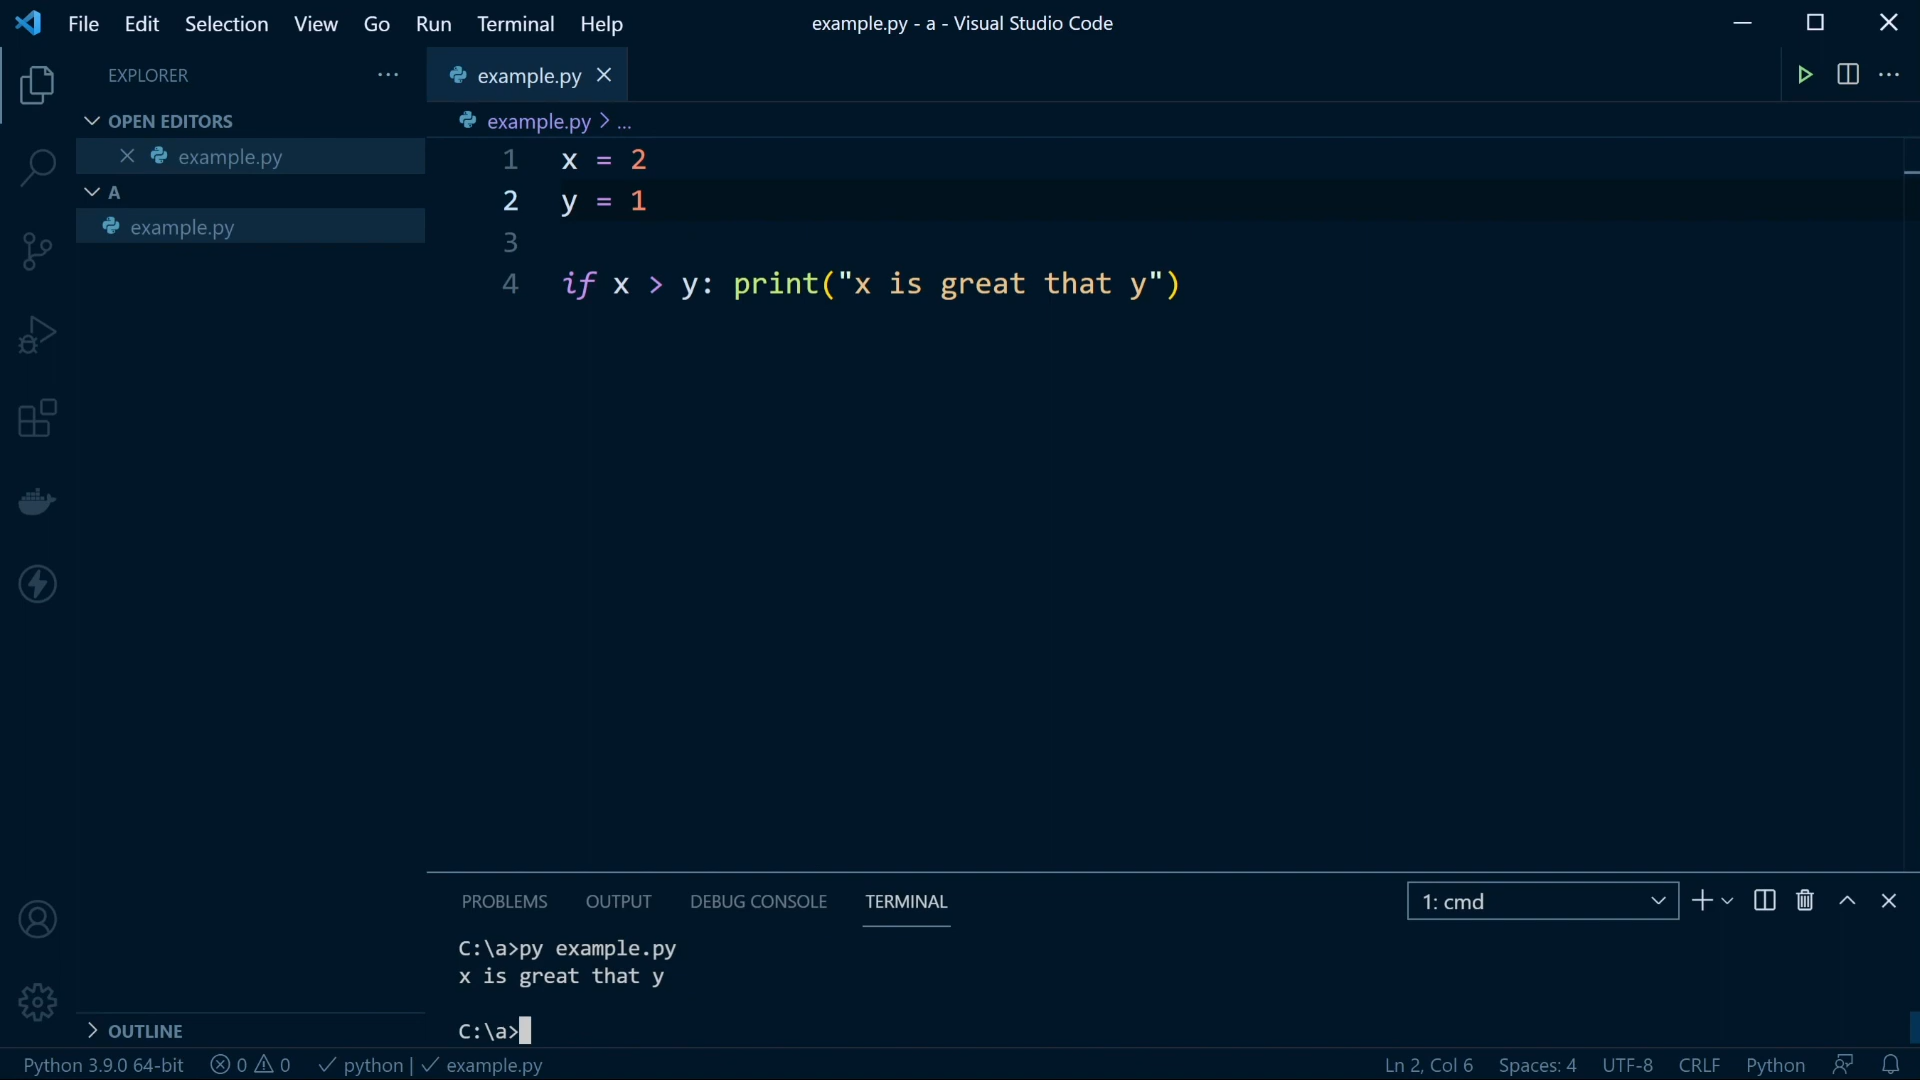 File Edit Selection View Go Run Terminal Help
example.py - a - Visual Studio Code
EXPLORER
example.py
OPEN EDITORS
example.py > ...
example.py
A
example.py
1 x = 2
2 y = 1
3
4 if x > y: print("x is great that y")
PROBLEMS OUTPUT DEBUG CONSOLE TERMINAL
1: cmd
C:\a>py example.py
x is great that y
C:\a>
OUTLINE
Python 3.9.0 64-bit 0 0 python | example.py
Ln 2, Col 6 Spaces: 4 UTF-8 CRLF Python